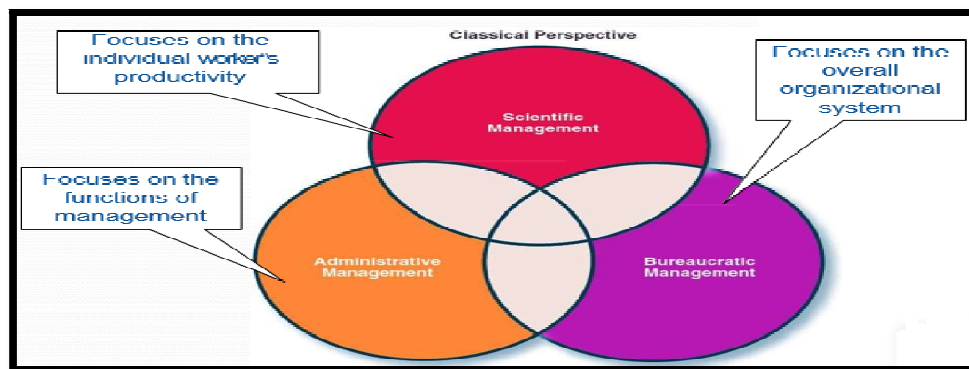 Classical Perspective
Focuses on the
individual worker's
productivity
Focuses on the
overall
organizational
system
Scientific
Management
Focuses on the
functions of
management
Administrative
Management
Bureaucratic
Management